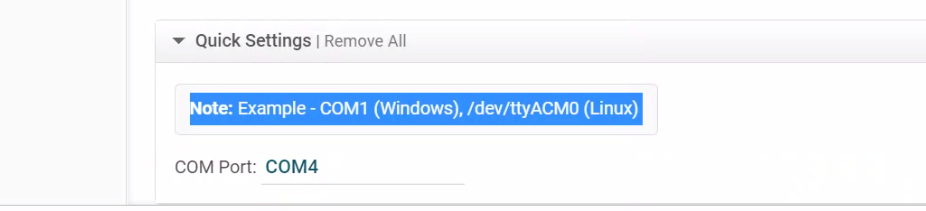 Quick Settings | Remove All
Note: Example - COM1 (Windows), /dev/ttyACM0 (Linux)
COM Port: COM4